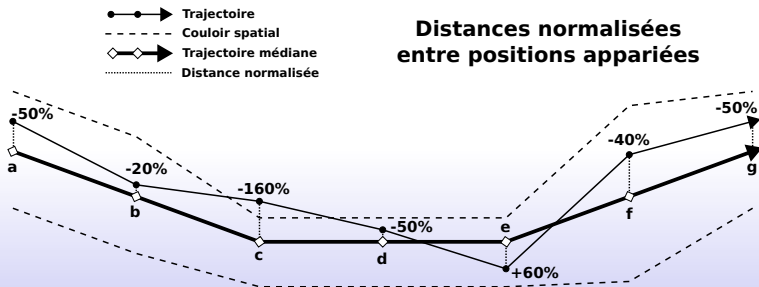 Trajectoire
Couloir spatial
Trajectoire médiane
Distance normalisée
Distances normalisées
entre positions appariées
-50%
-20%
-160%
-50%
+60%
-40%
-50%
a
b
c
d
e
f
g